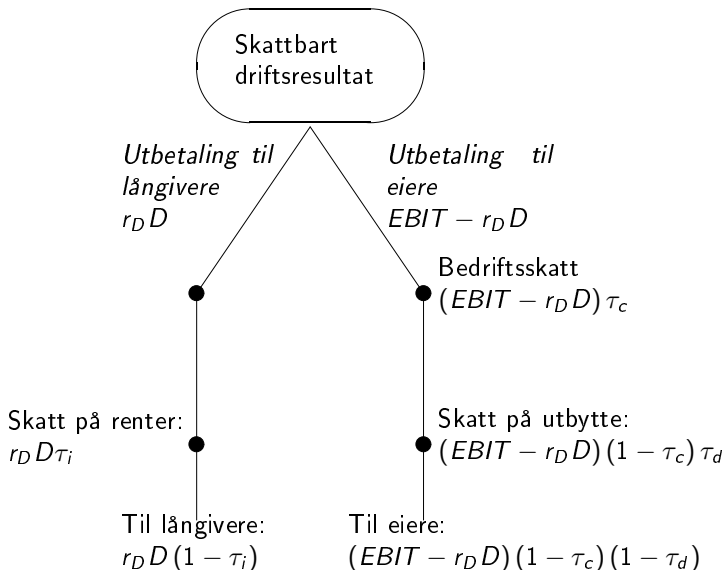 Skattbart
driftsresultat
Utbetaling til
långivere
r_D D
Utbetaling til
eiere
EBIT − r_D D
Bedriftsskatt
(EBIT − r_D D) τ_c
Skatt på renter:
r_D Dτ_i
Skatt på utbytte:
(EBIT − r_D D) (1 − τ_c) τ_d
Til långivere:
r_D D (1 − τ_i)
Til eiere:
(EBIT − r_D D) (1 − τ_c) (1 − τ_d)